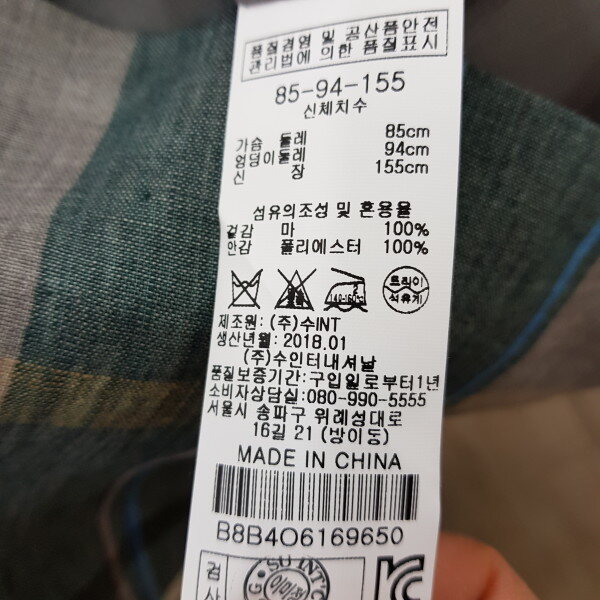 품질경영 및 공산품안전
관리법에 의한 품질표시
85-94-155
신체치수
가슴 둘레 85cm
엉덩이둘레 94cm
신 장 155cm
섬유의조성 및 혼용율
겉감 마 100%
안감 폴리에스터 100%
140-160℃
드라이
석유계
제조원: (주)수INT
생산년월: 2018.01
(주)수인터내셔날
품질보증기간: 구입일로부터1년
소비자상담실: 080-990-5555
서울시 송파구 위례성대로
16길 21 (방이동)
MADE IN CHINA
B8B4O6169650
검
SU INT'